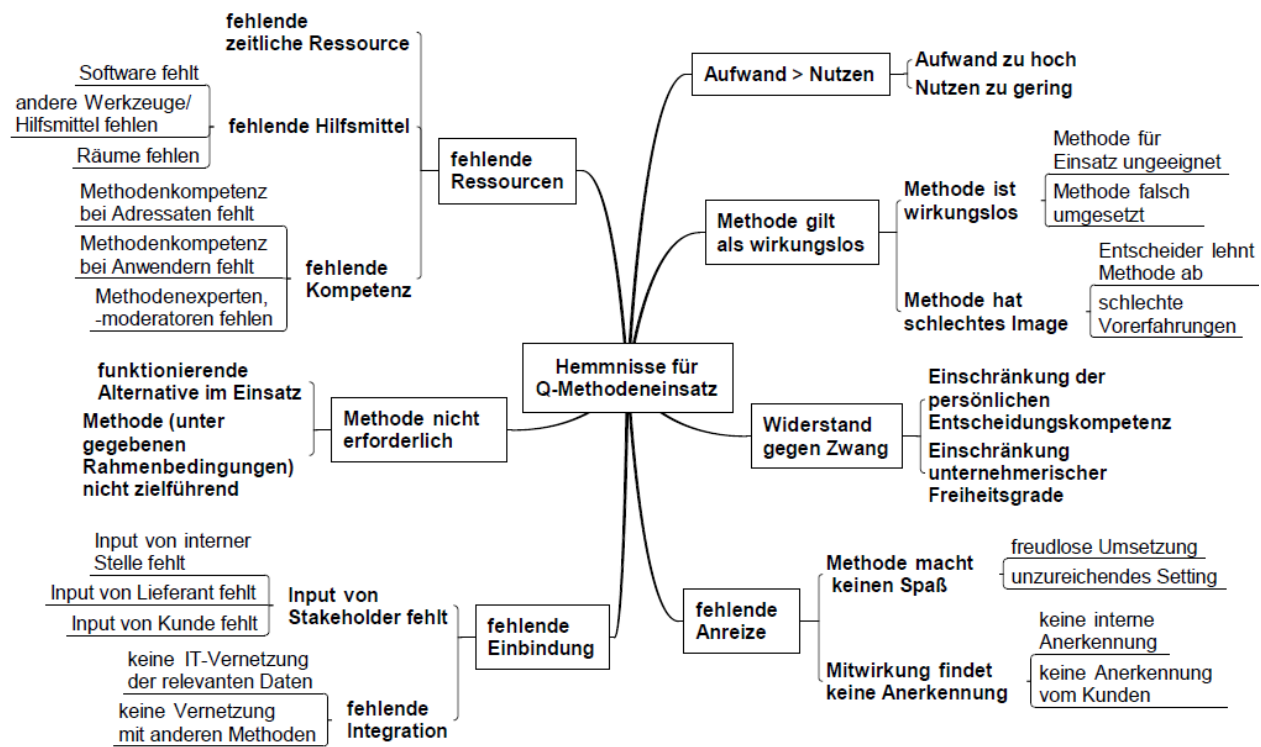 Hemmnisse für
Q-Methodeneinsatz
fehlende
Ressourcen
fehlende
zeitliche Ressource
fehlende Hilfsmittel
Software fehlt
andere Werkzeuge/
Hilfsmittel fehlen
Räume fehlen
fehlende
Kompetenz
Methodenkompetenz
bei Adressaten fehlt
Methodenkompetenz
bei Anwendern fehlt
Methodenexperten,
-moderatoren fehlen
Methode nicht
erforderlich
funktionierende
Alternative im Einsatz
Methode (unter
gegebenen
Rahmenbedingungen)
nicht zielführend
fehlende
Einbindung
Input von
Stakeholder fehlt
Input von interner
Stelle fehlt
Input von Lieferant fehlt
Input von Kunde fehlt
fehlende
Integration
keine IT-Vernetzung
der relevanten Daten
keine Vernetzung
mit anderen Methoden
Aufwand > Nutzen
Aufwand zu hoch
Nutzen zu gering
Methode gilt
als wirkungslos
Methode ist
wirkungslos
Methode für
Einsatz ungeeignet
Methode falsch
umgesetzt
Methode hat
schlechtes Image
Entscheider lehnt
Methode ab
schlechte
Vorerfahrungen
Widerstand
gegen Zwang
Einschränkung der
persönlichen
Entscheidungskompetenz
Einschränkung
unternehmerischer
Freiheitsgrade
fehlende
Anreize
Methode macht
keinen Spaß
freudlose Umsetzung
unzureichendes Setting
Mitwirkung findet
keine Anerkennung
keine interne
Anerkennung
keine Anerkennung
vom Kunden